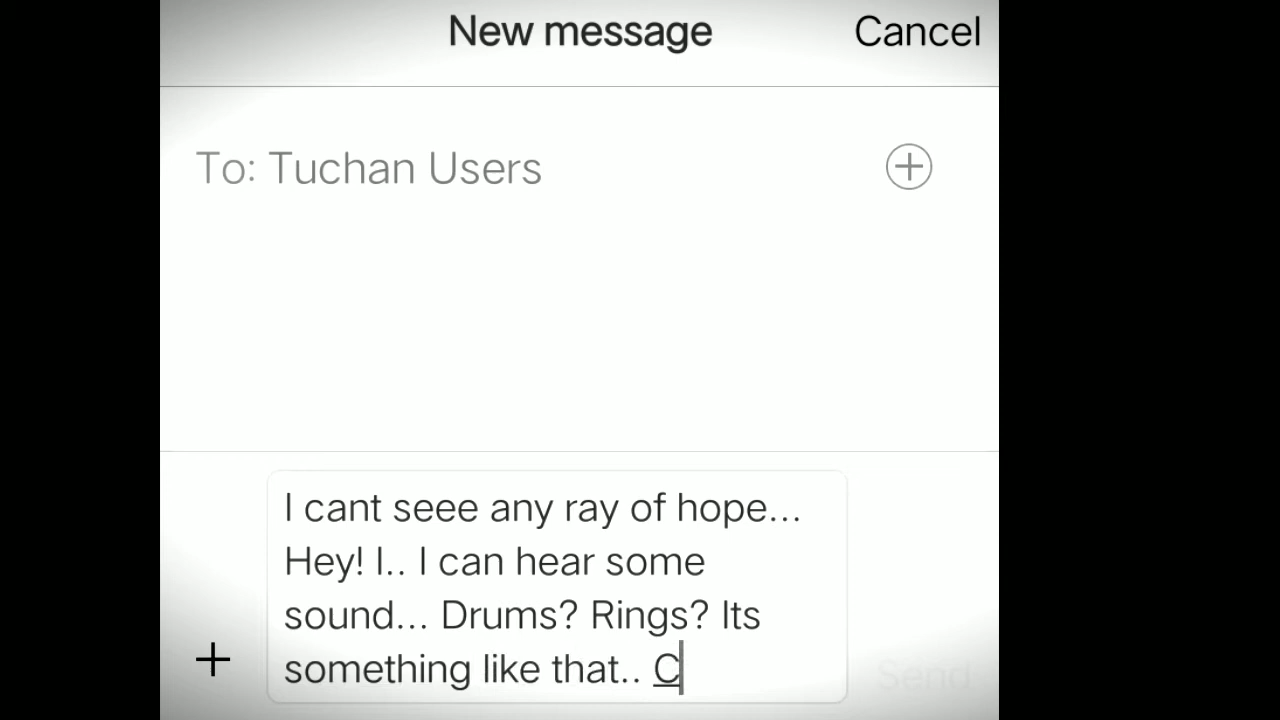 New message
Cancel
To: Tuchan Users
I cant seee any ray of hope...
Hey! I.. I can hear some
sound... Drums? Rings? Its
something like that.. C
Send